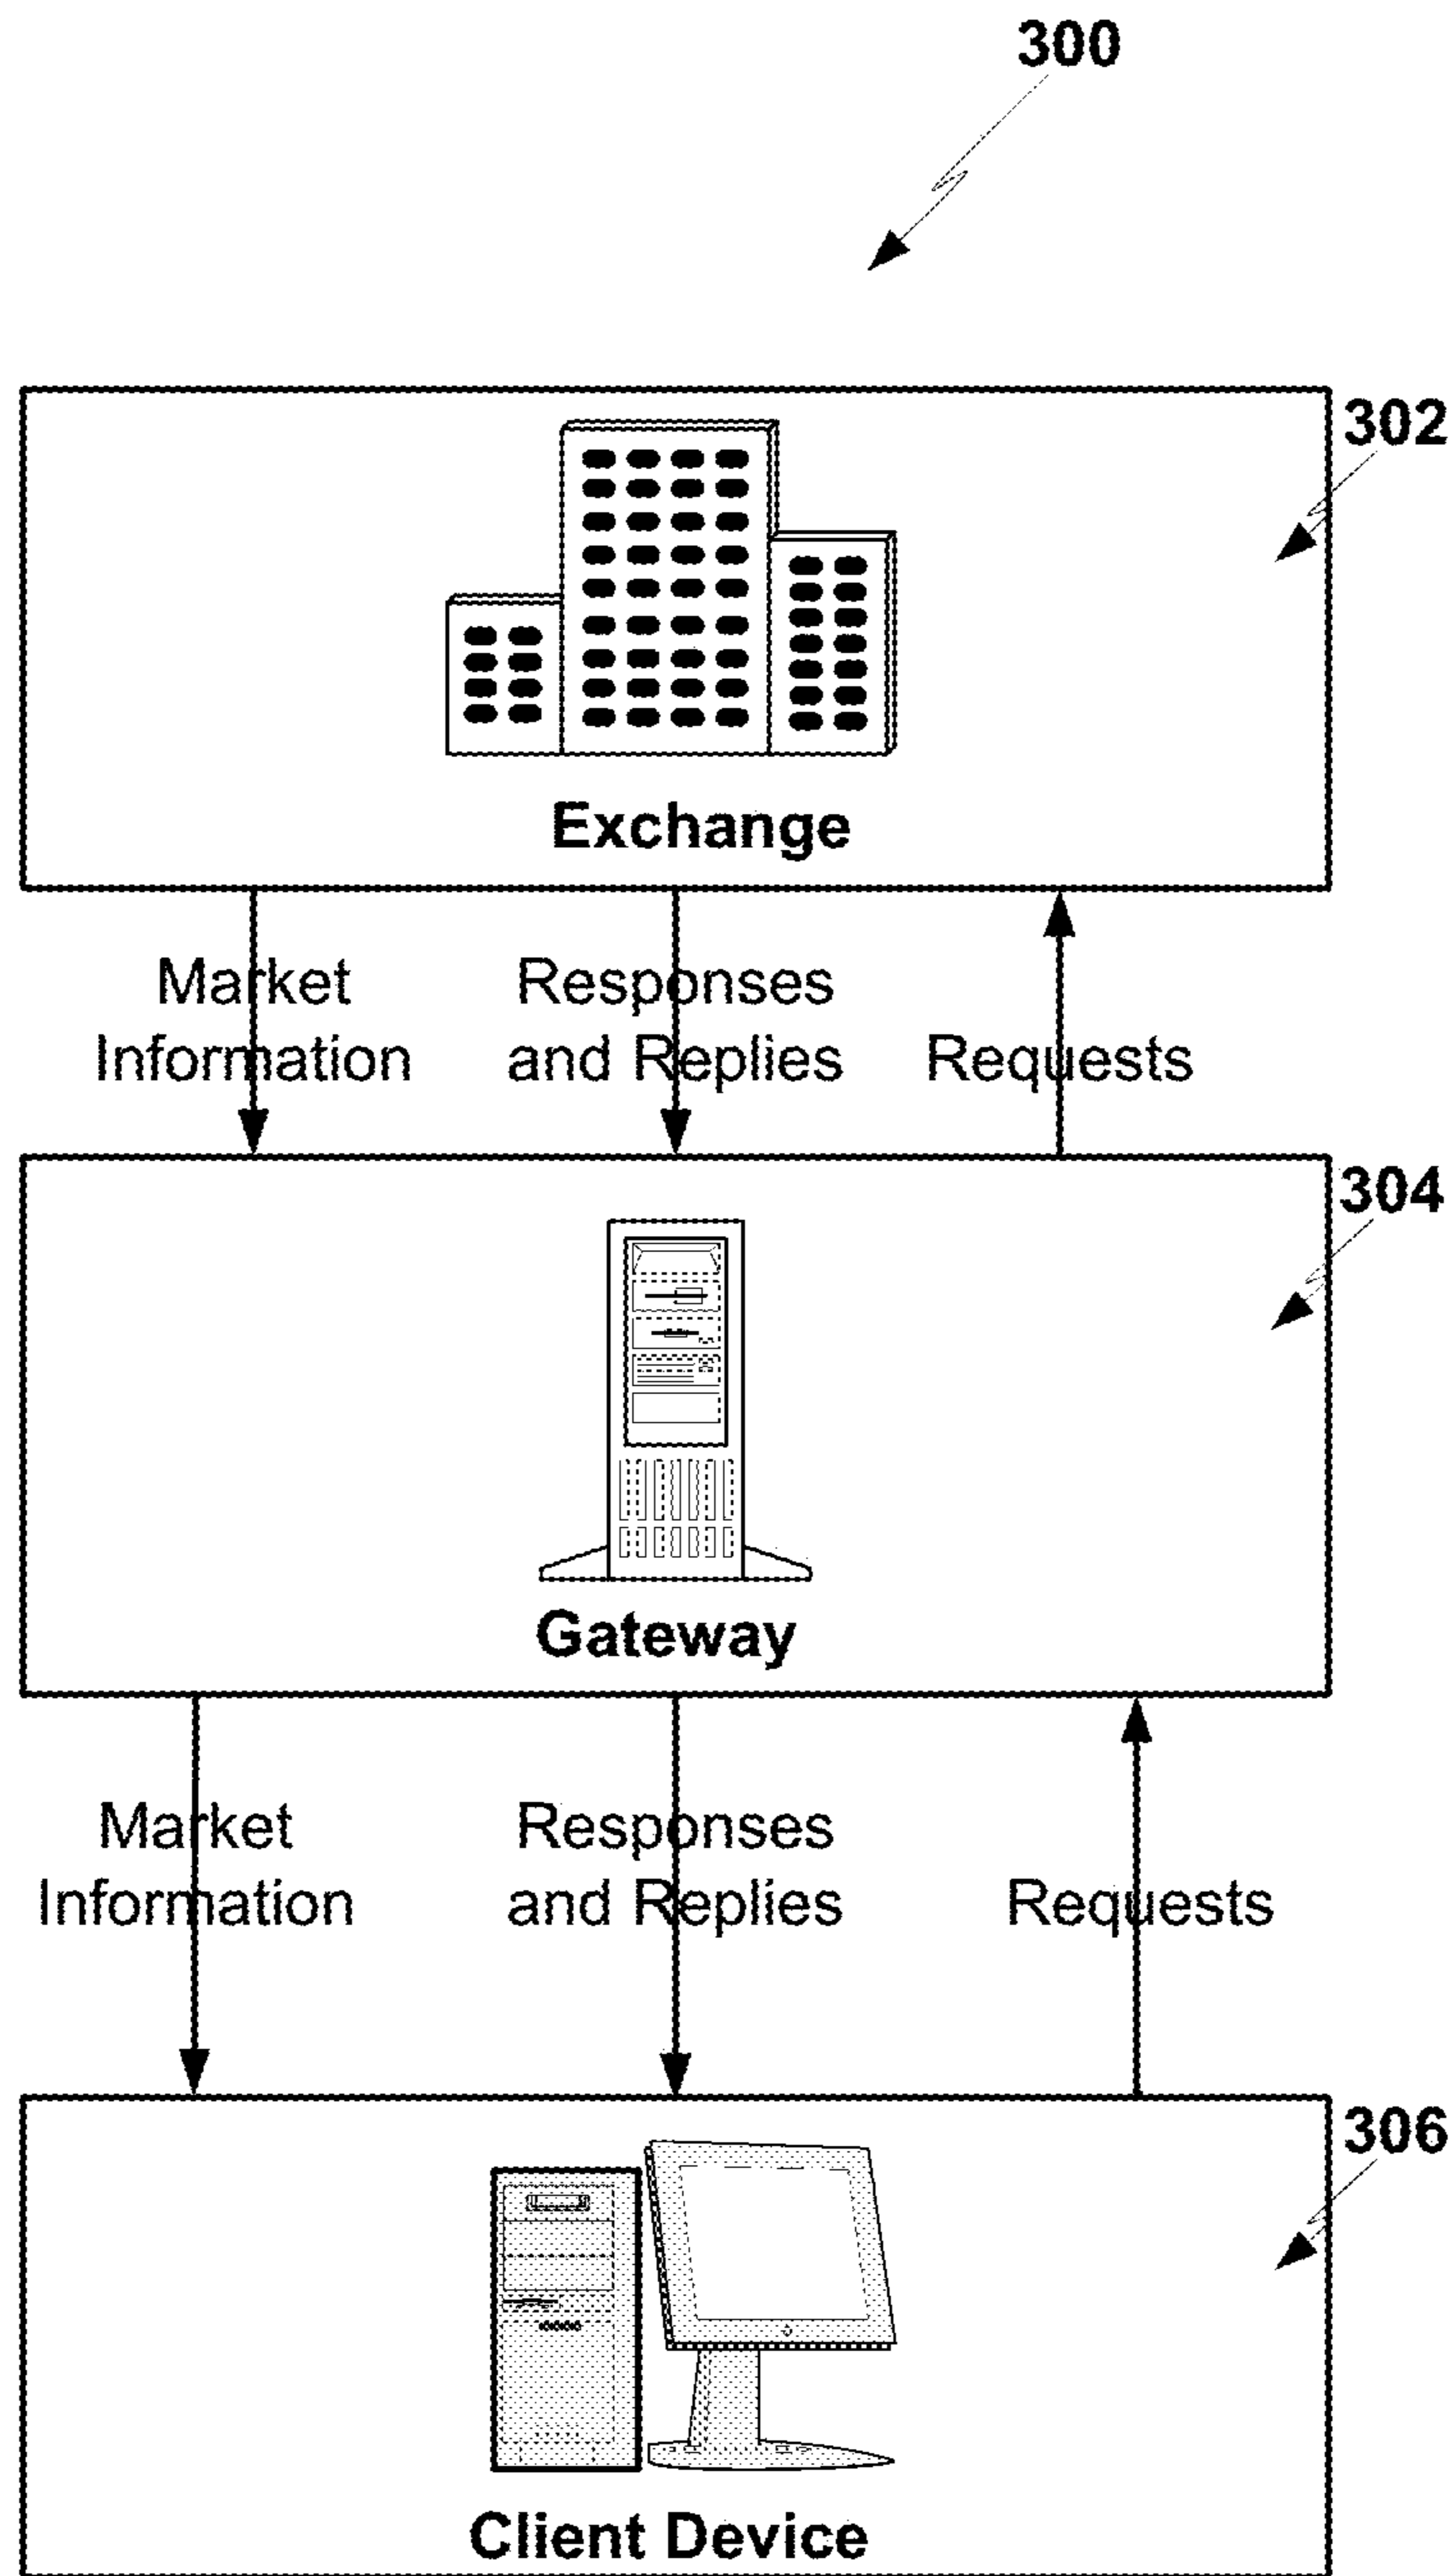 300
302
Exchange
Market
Information
Responses
and Replies
Requests
304
Gateway
Market
Information
Responses
and Replies
Requests
306
Client Device